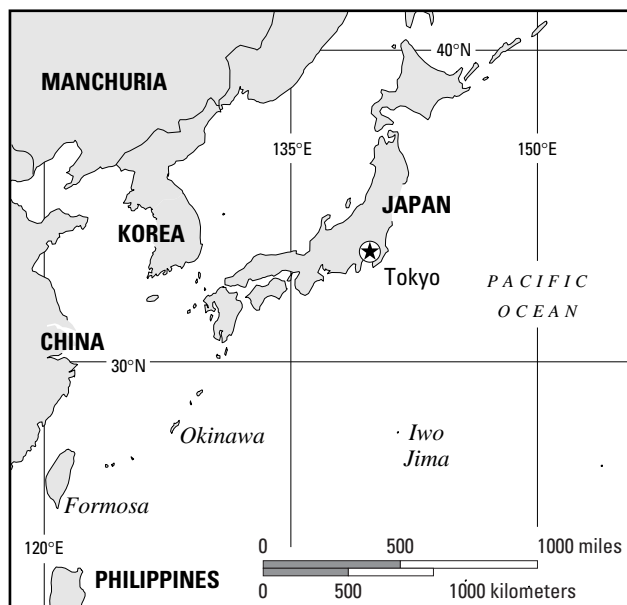 40°N
MANCHURIA
135°E
150°E
JAPAN
KOREA
Tokyo
PACIFIC
OCEAN
CHINA
30°N
Okinawa
Iwo
Jima
Formosa
120°E
0 500 1000 miles
PHILIPPINES
0 500 1000 kilometers